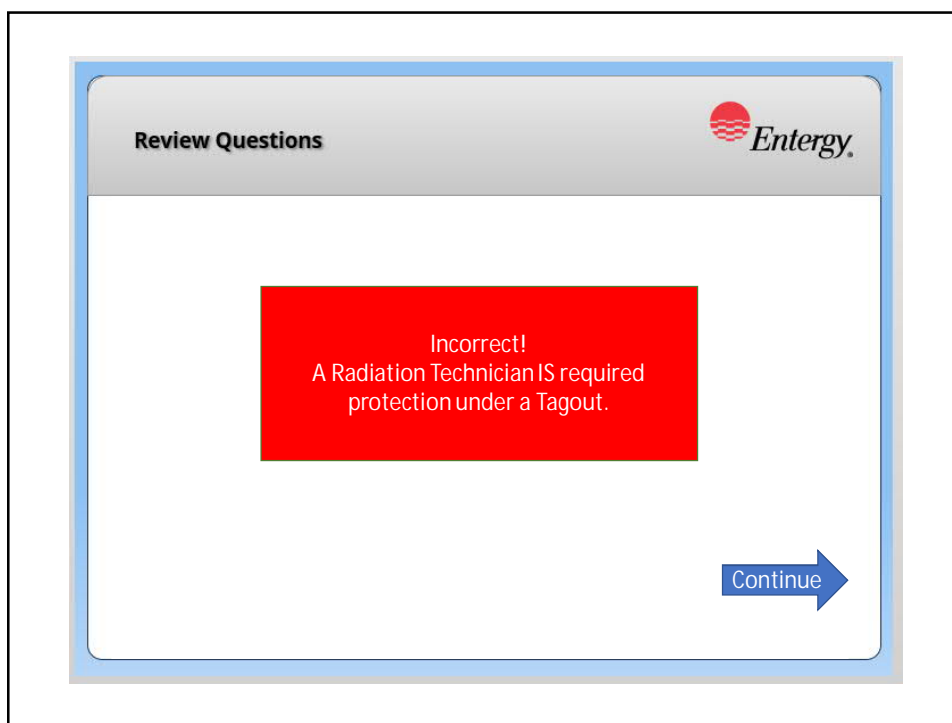 Review Questions
Entergy®
Incorrect!
A Radiation Technician IS required
protection under a Tagout.
Continue